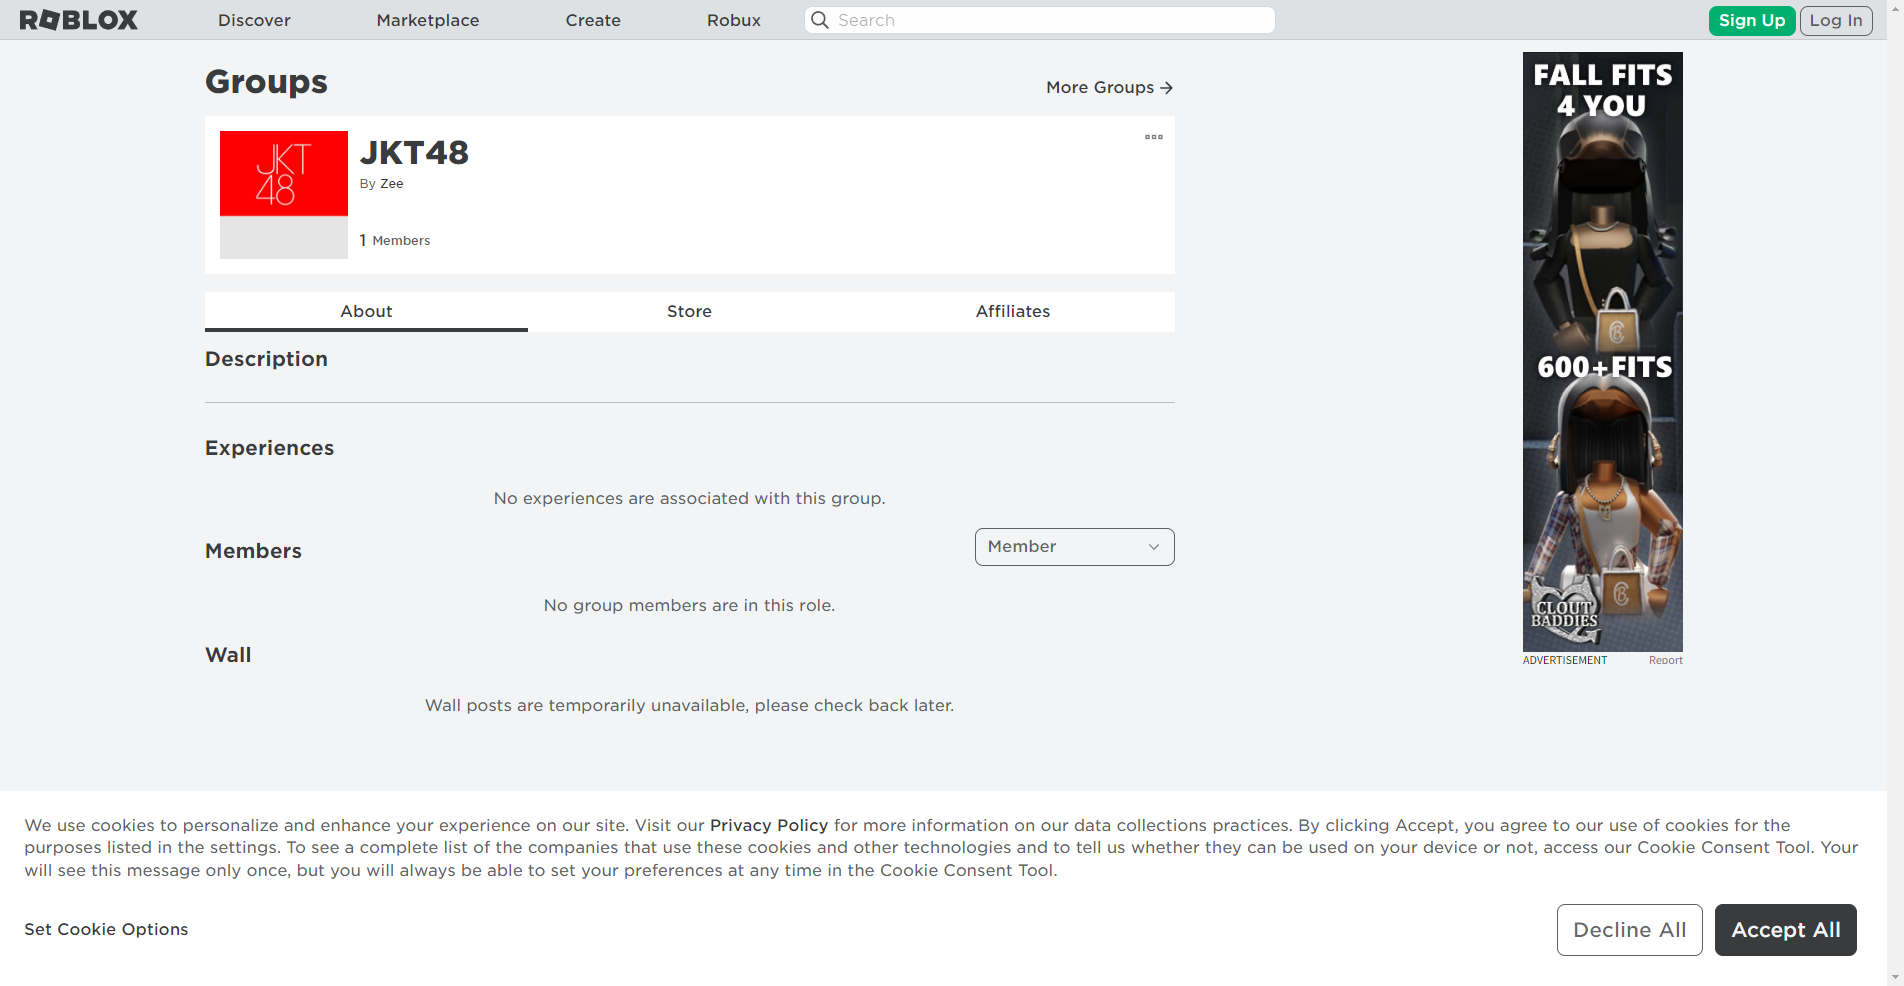 ROBLOX
Discover
Marketplace
Create
Robux
Search
Sign Up
Log In
Groups
More Groups
JKT
48
JKT48
By Zee
1 Members
About
Store
Affiliates
Description
Experiences
No experiences are associated with this group.
Members
Member
No group members are in this role.
Wall
Wall posts are temporarily unavailable, please check back later.
FALL FITS
4 YOU
600+FITS
CLOUT
BADDIES
ADVERTISEMENT
Report
We use cookies to personalize and enhance your experience on our site. Visit our Privacy Policy for more information on our data collections practices. By clicking Accept, you agree to our use of cookies for the
purposes listed in the settings. To see a complete list of the companies that use these cookies and other technologies and to tell us whether they can be used on your device or not, access our Cookie Consent Tool. Your
will see this message only once, but you will always be able to set your preferences at any time in the Cookie Consent Tool.
Set Cookie Options
Decline All
Accept All